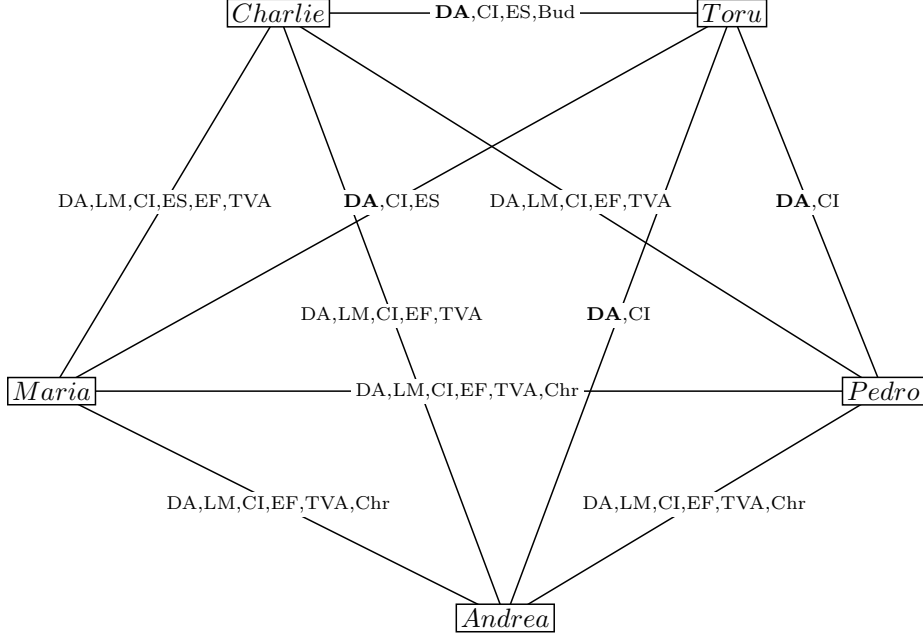 Charlie
DA,CI,ES,Bud
Toru
DA,LM,CI,ES,EF,TVA
DA,CI,ES
DA,LM,CI,EF,TVA
DA,CI
DA,LM,CI,EF,TVA
DA,CI
Maria
DA,LM,CI,EF,TVA,Chr
Pedro
DA,LM,CI,EF,TVA,Chr
DA,LM,CI,EF,TVA,Chr
Andrea